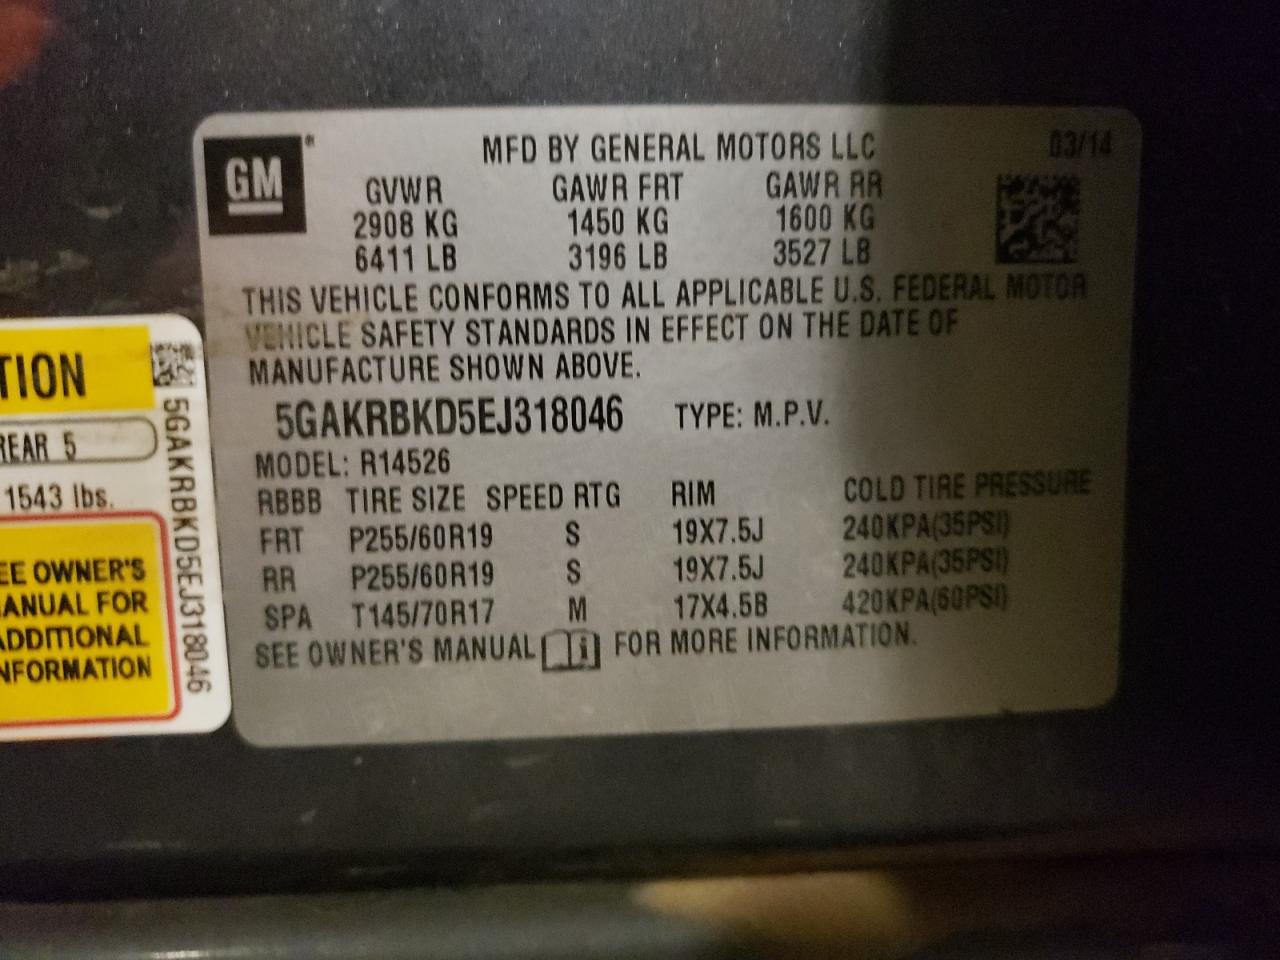 GM
MFD BY GENERAL MOTORS LLC 03/14
GVWR GAWR FRT GAWR RR
2908 KG 1450 KG 1600 KG
6411 LB 3196 LB 3527 LB
THIS VEHICLE CONFORMS TO ALL APPLICABLE U.S. FEDERAL MOTOR
VEHICLE SAFETY STANDARDS IN EFFECT ON THE DATE OF
MANUFACTURE SHOWN ABOVE.
5GAKRBKD5EJ318046 TYPE: M.P.V.
MODEL: R14526
RBBB TIRE SIZE SPEED RTG RIM COLD TIRE PRESSURE
FRT P255/60R19 S 19X7.5J 240KPA(35PSI)
RR P255/60R19 S 19X7.5J 240KPA(35PSI)
SPA T145/70R17 M 17X4.5B 420KPA(60PSI)
SEE OWNER'S MANUAL FOR MORE INFORMATION.
TION
REAR 5
1543 lbs.
EE OWNER'S
ANUAL FOR
ADDITIONAL
NFORMATION
5GAKRBKD5EJ318046